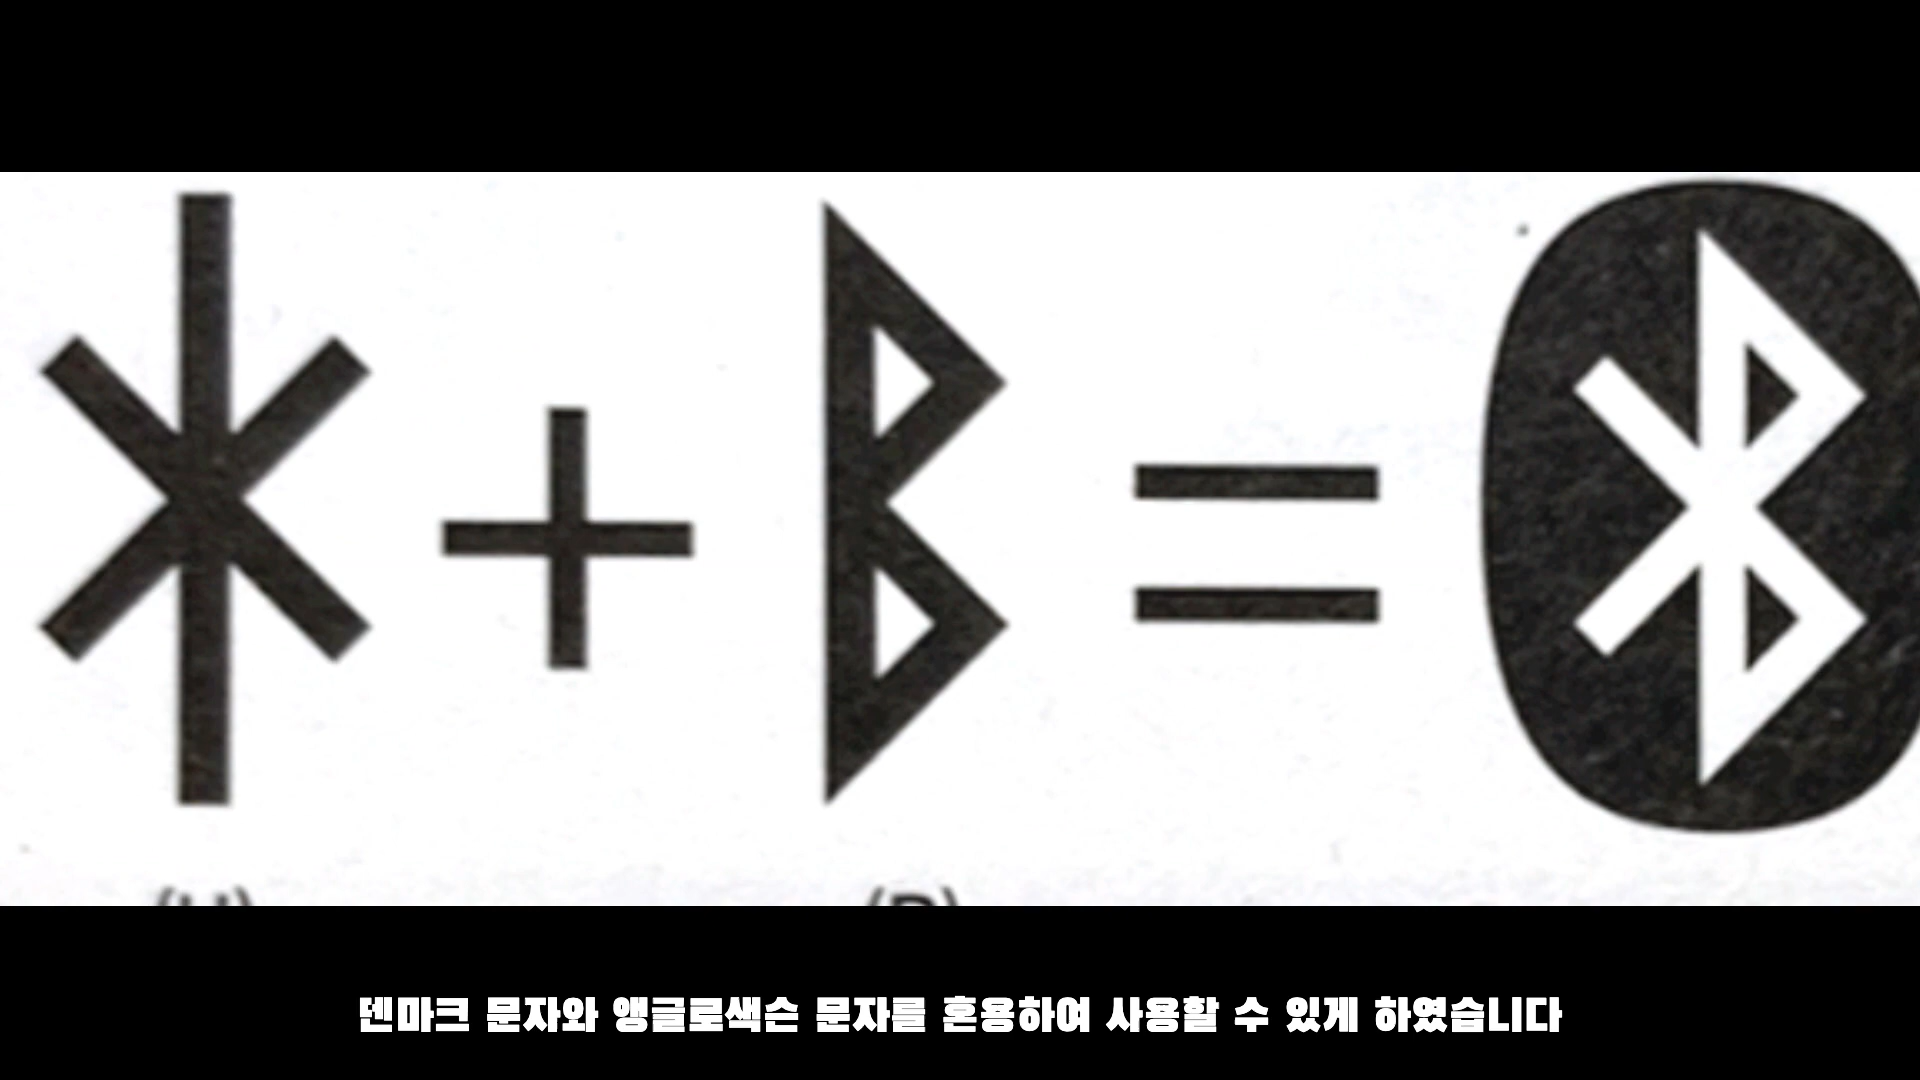 ᚼ + ᛒ =
덴마크 문자와 앵글로색슨 문자를 혼용하여 사용할 수 있게 하였습니다